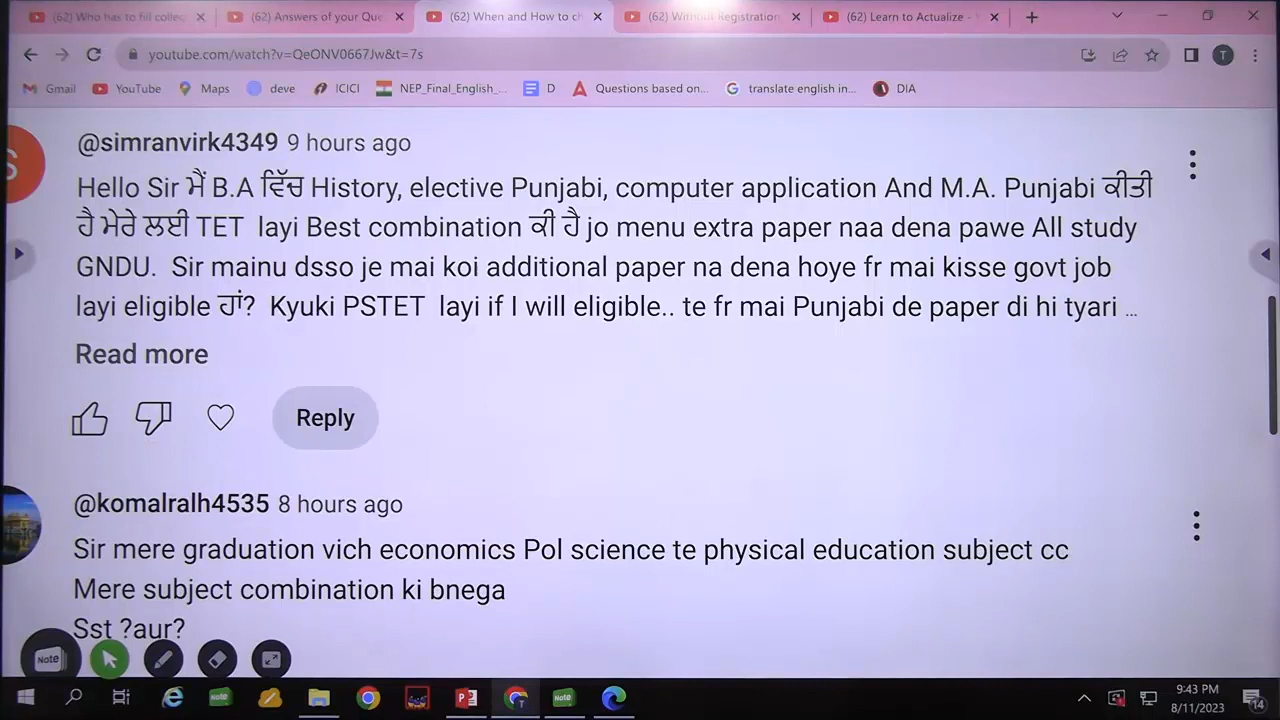 (62) Who has to fill collec
(62) Answers of your Que
(62) When and How to ch
(62) Without Registration
(62) Learn to Actualize -
youtube.com/watch?v=QeONV0667Jw&t=7s
T
Gmail
YouTube
Maps
deve
ICICI
NEP_Final_English_...
D
Questions based on...
translate english in...
DIA
S
@simranvirk4349 9 hours ago
Hello Sir ਮੈਂ B.A ਵਿੱਚ History, elective Punjabi, computer application And M.A. Punjabi ਕੀਤੀ
ਹੈ ਮੇਰੇ ਲਈ TET layi Best combination ਕੀ ਹੈ jo menu extra paper naa dena pawe All study
GNDU. Sir mainu dsso je mai koi additional paper na dena hoye fr mai kisse govt job
layi eligible ਹਾਂ? Kyuki PSTET layi if I will eligible.. te fr mai Punjabi de paper di hi tyari ...
Read more
Reply
@komalralh4535 8 hours ago
Sir mere graduation vich economics Pol science te physical education subject cc
Mere subject combination ki bnega
Sst ?aur?
Note
9:43 PM
8/11/2023
14